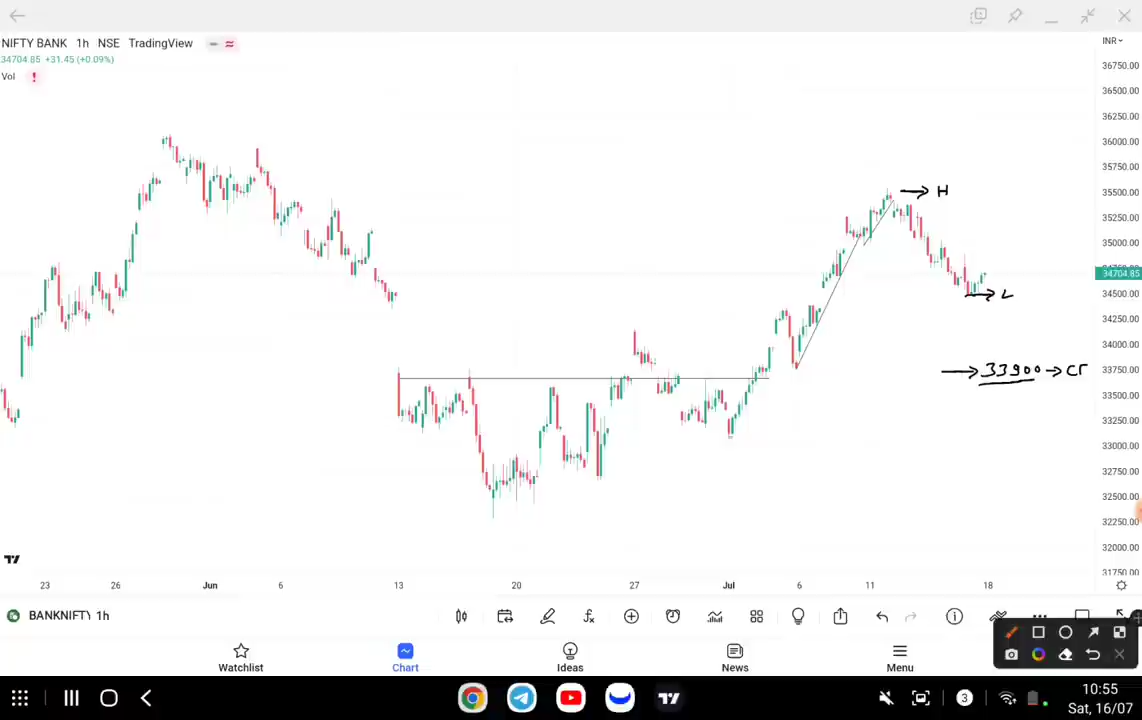 NIFTY BANK 1h NSE TradingView
INR
34704.85 +31.45 (+0.09%)
Vol
36750.00
36500.00
36250.00
36000.00
35750.00
35500.00
H
35250.00
35000.00
34704.85
34500.00
L
34250.00
34000.00
33750.00
33900 → CT
33500.00
33250.00
33000.00
32750.00
32500.00
32250.00
32000.00
31750.00
23 26 Jun 6 13 20 27 Jul 6 11 18
BANKNIFTY 1h
Watchlist Chart Ideas News Menu
3
10:55
Sat, 16/07